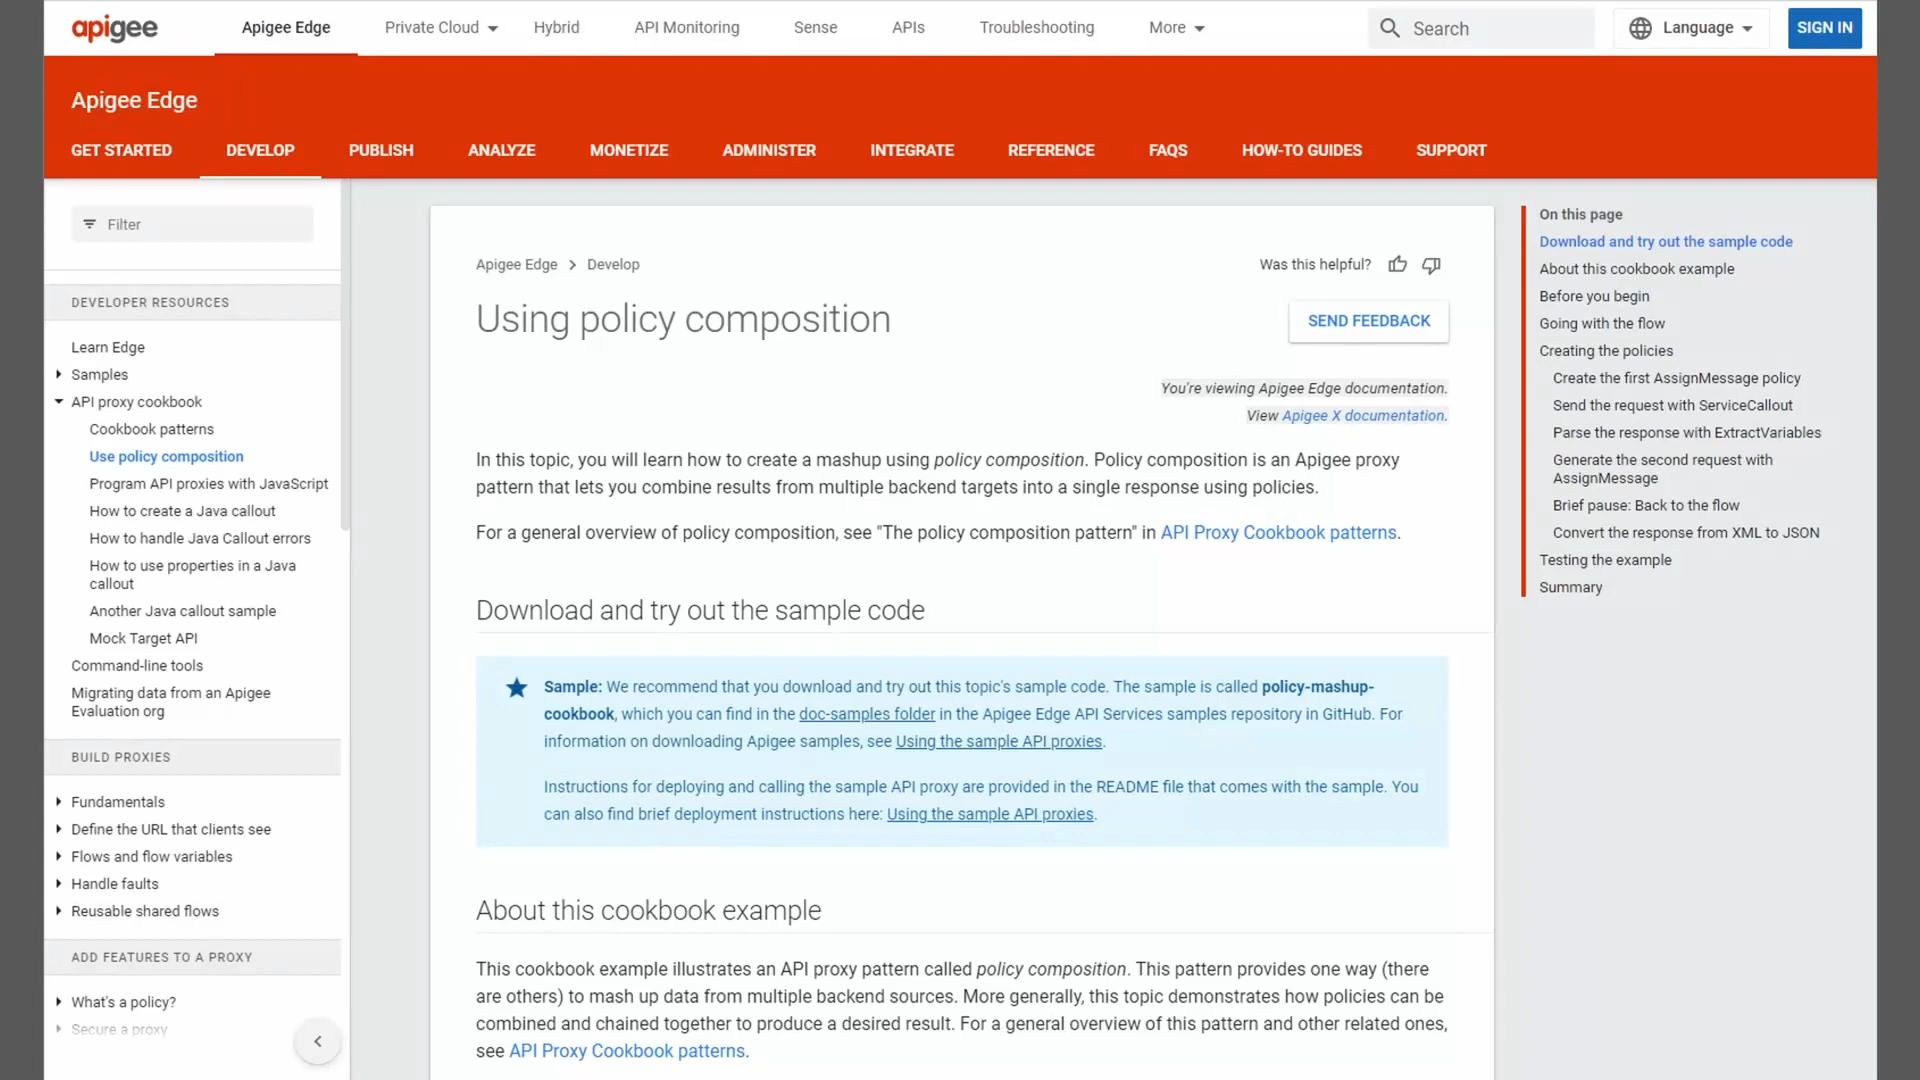 apigee
Apigee Edge
Private Cloud
Hybrid
API Monitoring
Sense
APIs
Troubleshooting
More
Search
Language
SIGN IN
Apigee Edge
GET STARTED
DEVELOP
PUBLISH
ANALYZE
MONETIZE
ADMINISTER
INTEGRATE
REFERENCE
FAQS
HOW-TO GUIDES
SUPPORT
Filter
DEVELOPER RESOURCES
Learn Edge
Samples
API proxy cookbook
Cookbook patterns
Use policy composition
Program API proxies with JavaScript
How to create a Java callout
How to handle Java Callout errors
How to use properties in a Java
callout
Another Java callout sample
Mock Target API
Command-line tools
Migrating data from an Apigee
Evaluation org
BUILD PROXIES
Fundamentals
Define the URL that clients see
Flows and flow variables
Handle faults
Reusable shared flows
ADD FEATURES TO A PROXY
What's a policy?
Secure a proxy
Apigee Edge > Develop
Was this helpful?
Using policy composition
SEND FEEDBACK
You're viewing Apigee Edge documentation.
View Apigee X documentation.
In this topic, you will learn how to create a mashup using policy composition. Policy composition is an Apigee proxy
pattern that lets you combine results from multiple backend targets into a single response using policies.
For a general overview of policy composition, see "The policy composition pattern" in API Proxy Cookbook patterns.
Download and try out the sample code
Sample: We recommend that you download and try out this topic's sample code. The sample is called policy-mashup-
cookbook, which you can find in the doc-samples folder in the Apigee Edge API Services samples repository in GitHub. For
information on downloading Apigee samples, see Using the sample API proxies.
Instructions for deploying and calling the sample API proxy are provided in the README file that comes with the sample. You
can also find brief deployment instructions here: Using the sample API proxies.
About this cookbook example
This cookbook example illustrates an API proxy pattern called policy composition. This pattern provides one way (there
are others) to mash up data from multiple backend sources. More generally, this topic demonstrates how policies can be
combined and chained together to produce a desired result. For a general overview of this pattern and other related ones,
see API Proxy Cookbook patterns.
On this page
Download and try out the sample code
About this cookbook example
Before you begin
Going with the flow
Creating the policies
Create the first AssignMessage policy
Send the request with ServiceCallout
Parse the response with ExtractVariables
Generate the second request with
AssignMessage
Brief pause: Back to the flow
Convert the response from XML to JSON
Testing the example
Summary